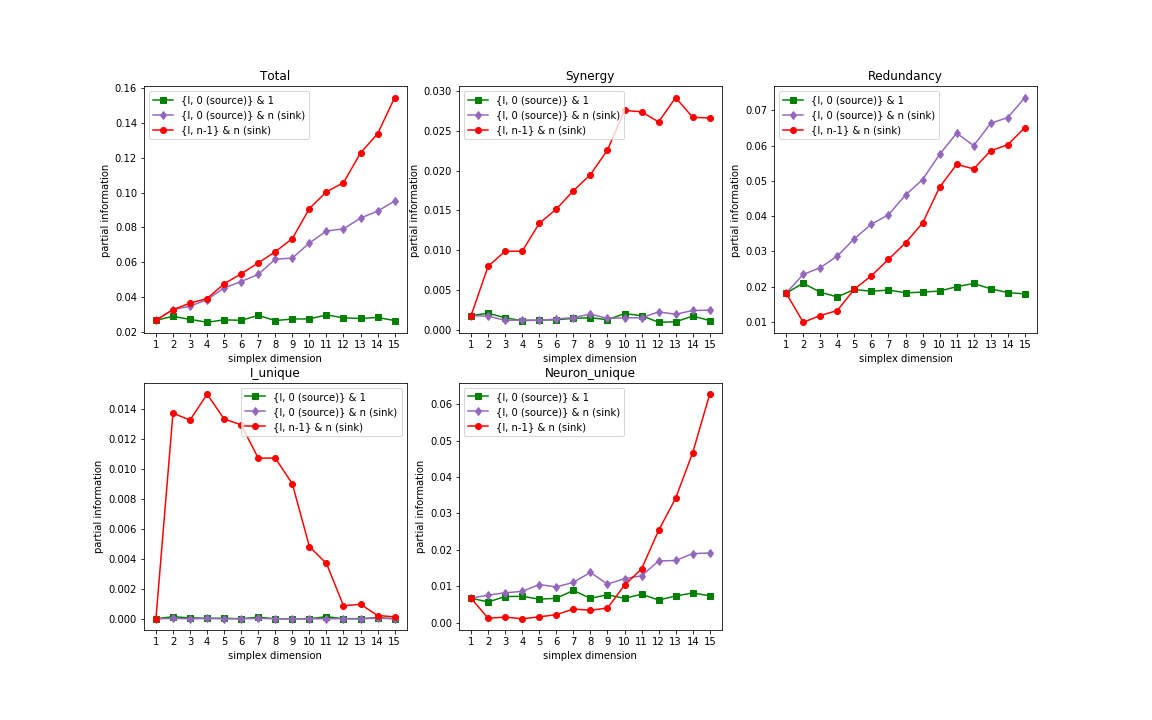 Total
0.16
0.14
0.12
0.10
0.08
0.06
0.04
0.02
partial information
{I, 0 (source)} & 1
{I, 0 (source)} & n (sink)
{I, n-1} & n (sink)
1 2 3 4 5 6 7 8 9 10 11 12 13 14 15
simplex dimension
Synergy
0.030
0.025
0.020
0.015
0.010
0.005
0.000
partial information
{I, 0 (source)} & 1
{I, 0 (source)} & n (sink)
{I, n-1} & n (sink)
1 2 3 4 5 6 7 8 9 10 11 12 13 14 15
simplex dimension
Redundancy
0.07
0.06
0.05
0.04
0.03
0.02
0.01
partial information
{I, 0 (source)} & 1
{I, 0 (source)} & n (sink)
{I, n-1} & n (sink)
1 2 3 4 5 6 7 8 9 10 11 12 13 14 15
simplex dimension
I_unique
0.014
0.012
0.010
0.008
0.006
0.004
0.002
0.000
partial information
{I, 0 (source)} & 1
{I, 0 (source)} & n (sink)
{I, n-1} & n (sink)
1 2 3 4 5 6 7 8 9 10 11 12 13 14 15
simplex dimension
Neuron_unique
0.06
0.05
0.04
0.03
0.02
0.01
0.00
partial information
{I, 0 (source)} & 1
{I, 0 (source)} & n (sink)
{I, n-1} & n (sink)
1 2 3 4 5 6 7 8 9 10 11 12 13 14 15
simplex dimension